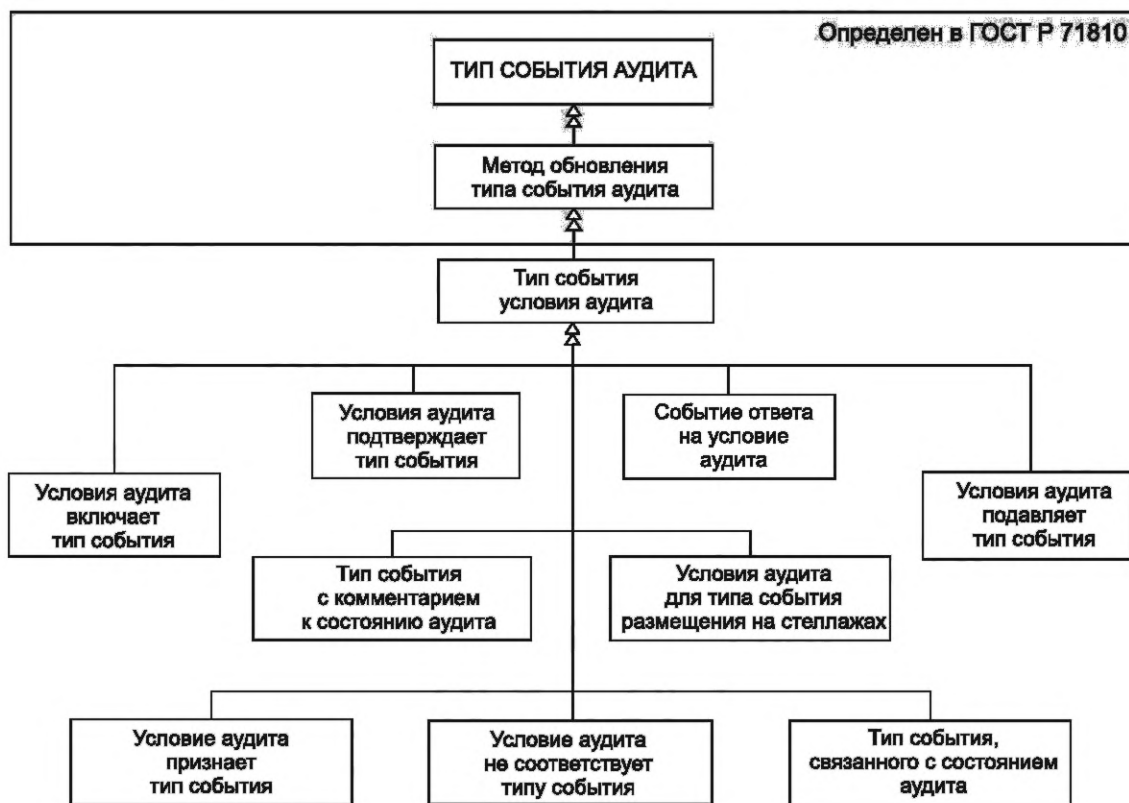 Определен в ГОСТ Р 71810
ТИП СОБЫТИЯ АУДИТА
Метод обновления
типа события аудита
Тип события
условия аудита
Условия аудита
подтверждает
тип события
Событие ответа
на условие
аудита
Условия аудита
включает
тип события
Условия аудита
подавляет
тип события
Тип события
с комментарием
к состоянию аудита
Условия аудита
для типа события
размещения на стеллажах
Условие аудита
признает
тип события
Условие аудита
не соответствует
типу события
Тип события,
связанного с состоянием
аудита